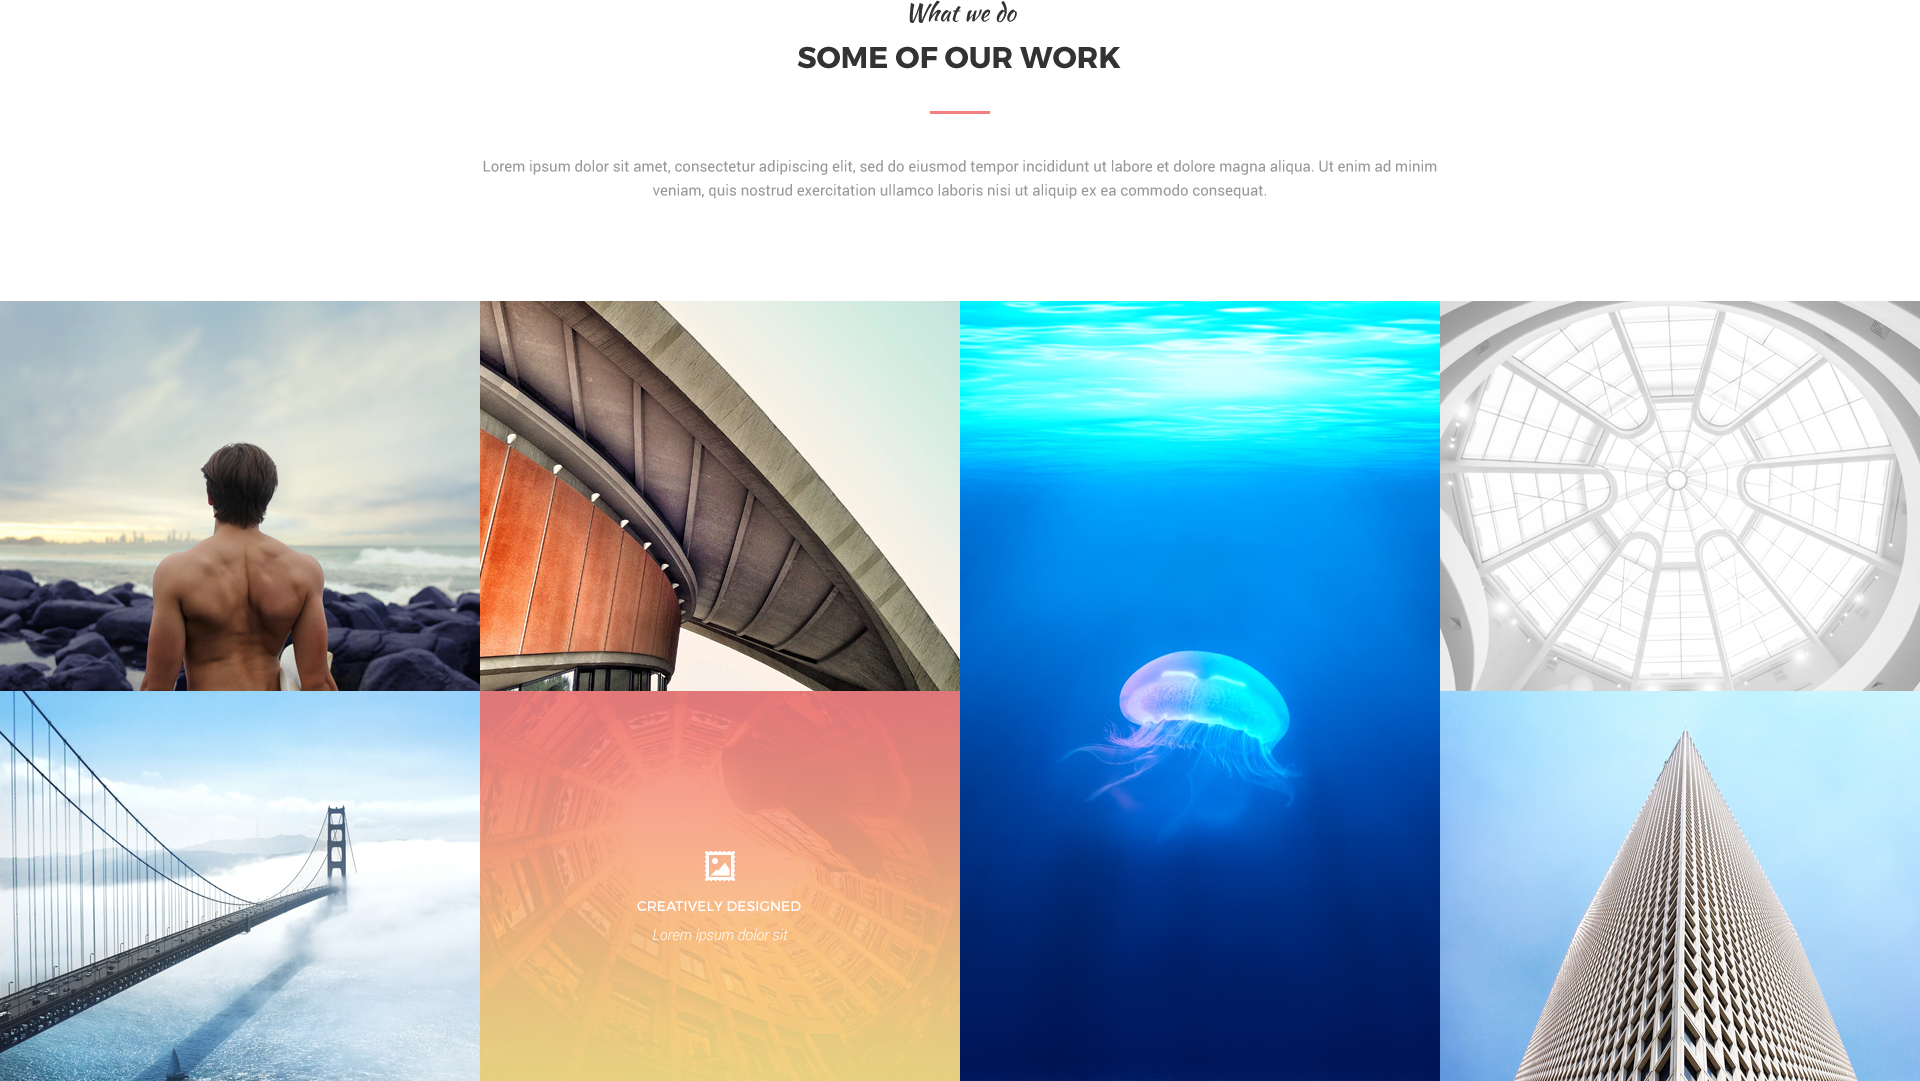 What we do
SOME OF OUR WORK
Lorem ipsum dolor sit amet, consectetur adipiscing elit, sed do eiusmod tempor incididunt ut labore et dolore magna aliqua. Ut enim ad minim
veniam, quis nostrud exercitation ullamco laboris nisi ut aliquip ex ea commodo consequat.
CREATIVELY DESIGNED
Lorem ipsum dolor sit